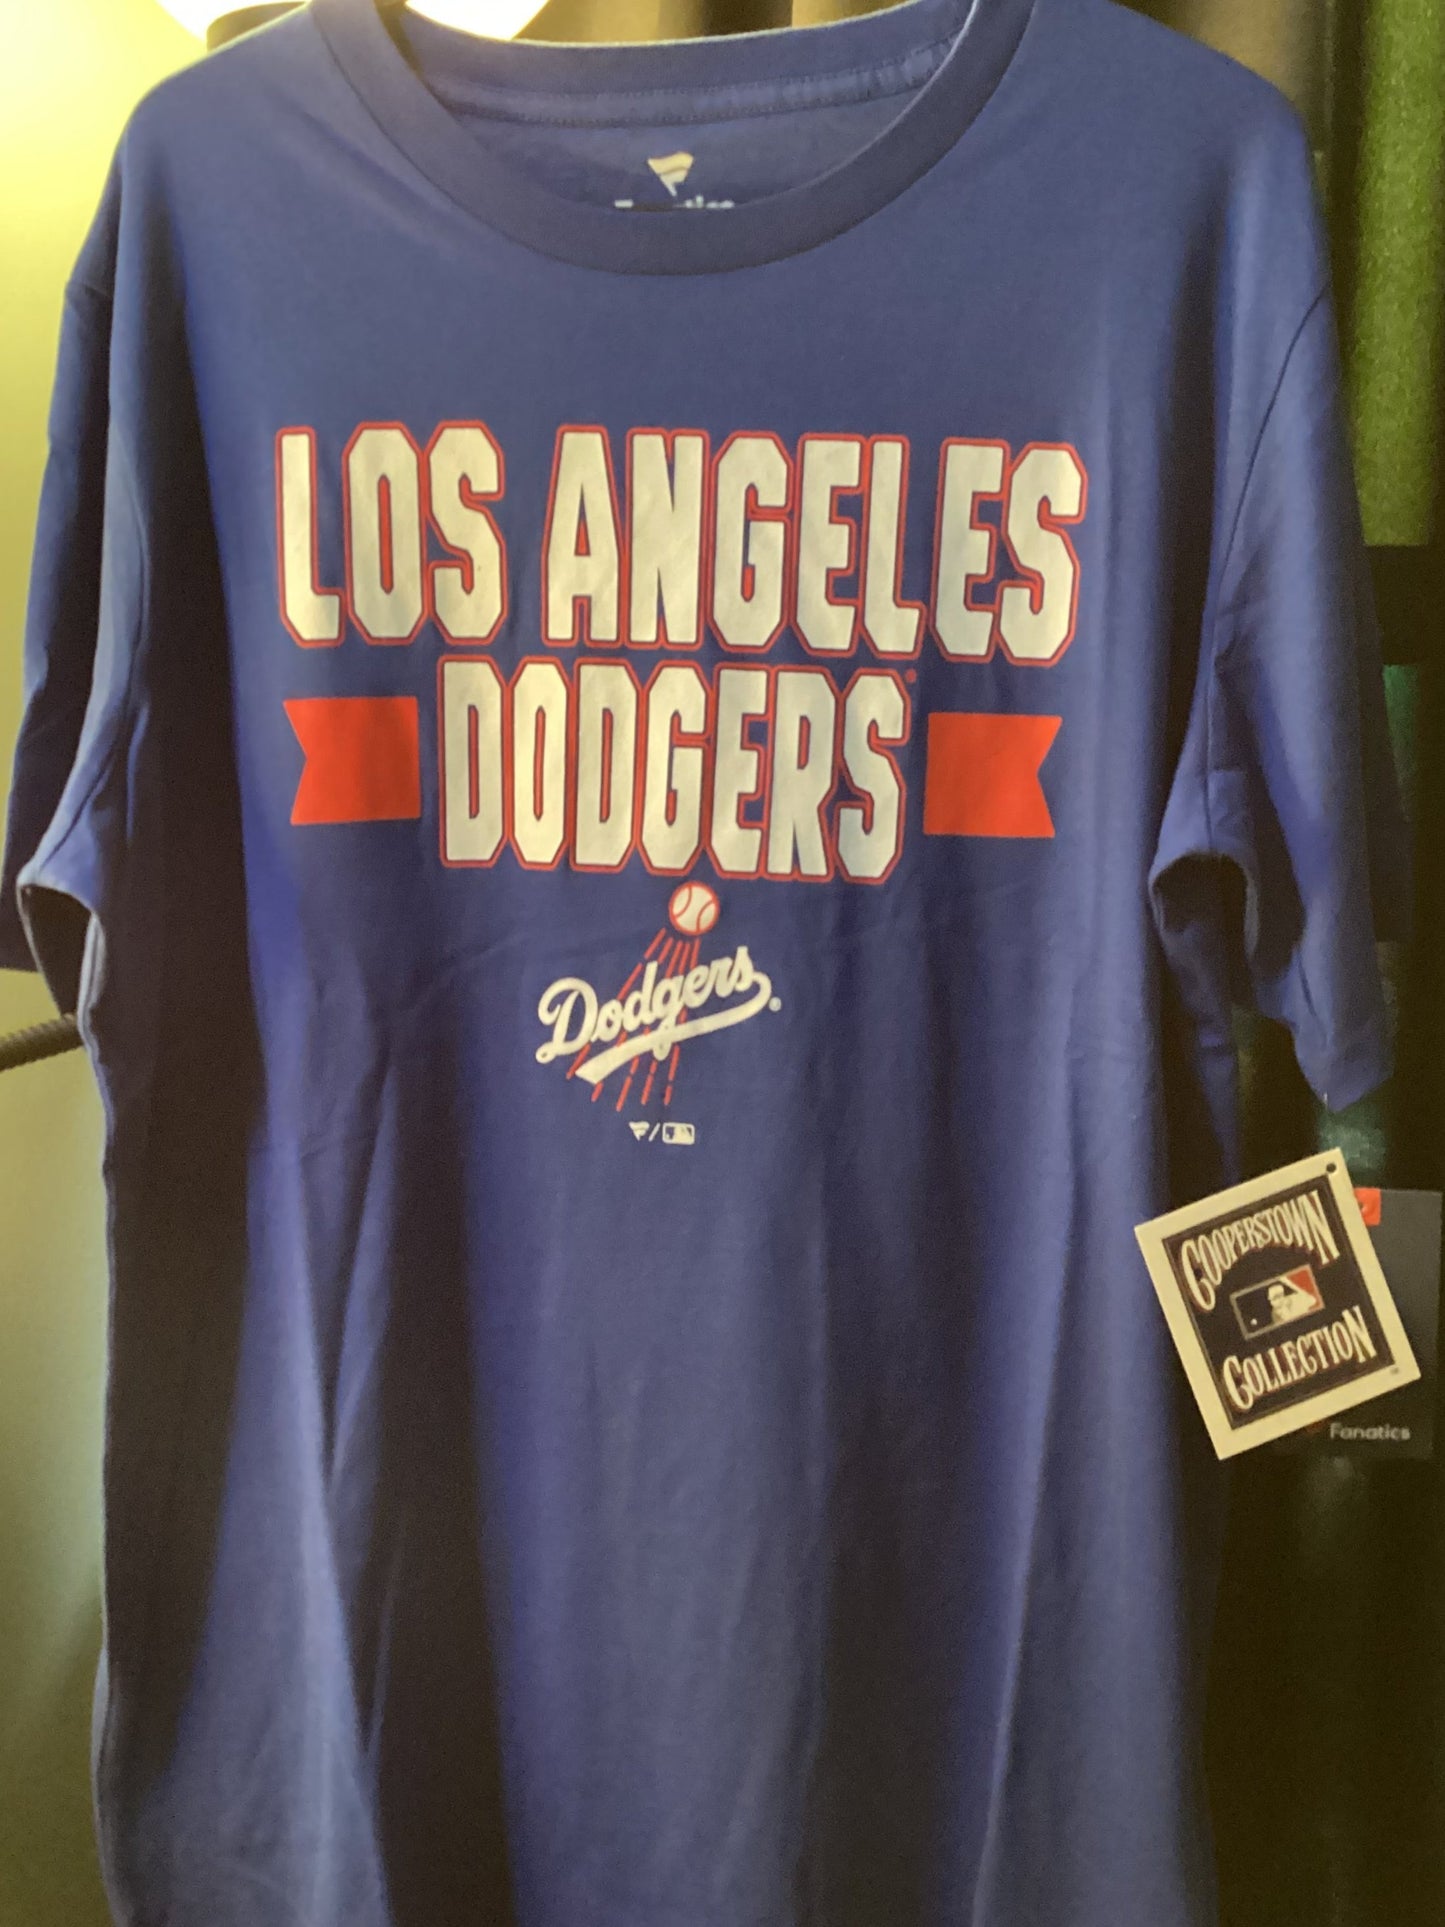 LOS ANGELES
DODGERS®
Dodgers®
COOPERSTOWN
COLLECTION
Fanatics